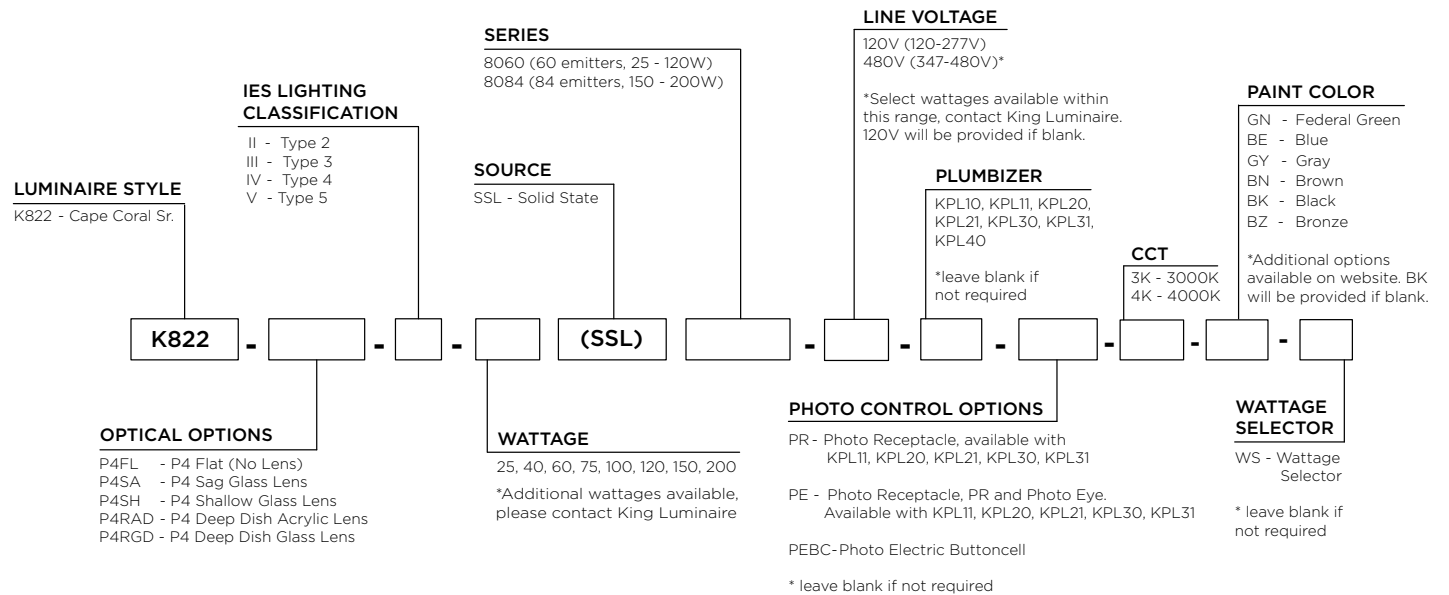 LINE VOLTAGE
120V (120-277V)
480V (347-480V)*
*Select wattages available within
this range, contact King Luminaire.
120V will be provided if blank.
SERIES
8060 (60 emitters, 25 - 120W)
8084 (84 emitters, 150 - 200W)
IES LIGHTING
CLASSIFICATION
II - Type 2
III - Type 3
IV - Type 4
V - Type 5
PAINT COLOR
GN - Federal Green
BE - Blue
GY - Gray
BN - Brown
BK - Black
BZ - Bronze
*Additional options
available on website. BK
will be provided if blank.
SOURCE
SSL - Solid State
PLUMBIZER
KPL10, KPL11, KPL20,
KPL21, KPL30, KPL31,
KPL40
*leave blank if
not required
LUMINAIRE STYLE
K822 - Cape Coral Sr.
CCT
3K - 3000K
4K - 4000K
K822 - - - (SSL) - - - - - -
OPTICAL OPTIONS
P4FL - P4 Flat (No Lens)
P4SA - P4 Sag Glass Lens
P4SH - P4 Shallow Glass Lens
P4RAD - P4 Deep Dish Acrylic Lens
P4RGD - P4 Deep Dish Glass Lens
WATTAGE
25, 40, 60, 75, 100, 120, 150, 200
*Additional wattages available,
please contact King Luminaire
PHOTO CONTROL OPTIONS
PR - Photo Receptacle, available with
KPL11, KPL20, KPL21, KPL30, KPL31
PE - Photo Receptacle, PR and Photo Eye.
Available with KPL11, KPL20, KPL21, KPL30, KPL31
PEBC-Photo Electric Buttoncell
* leave blank if not required
WATTAGE
SELECTOR
WS - Wattage
Selector
* leave blank if
not required